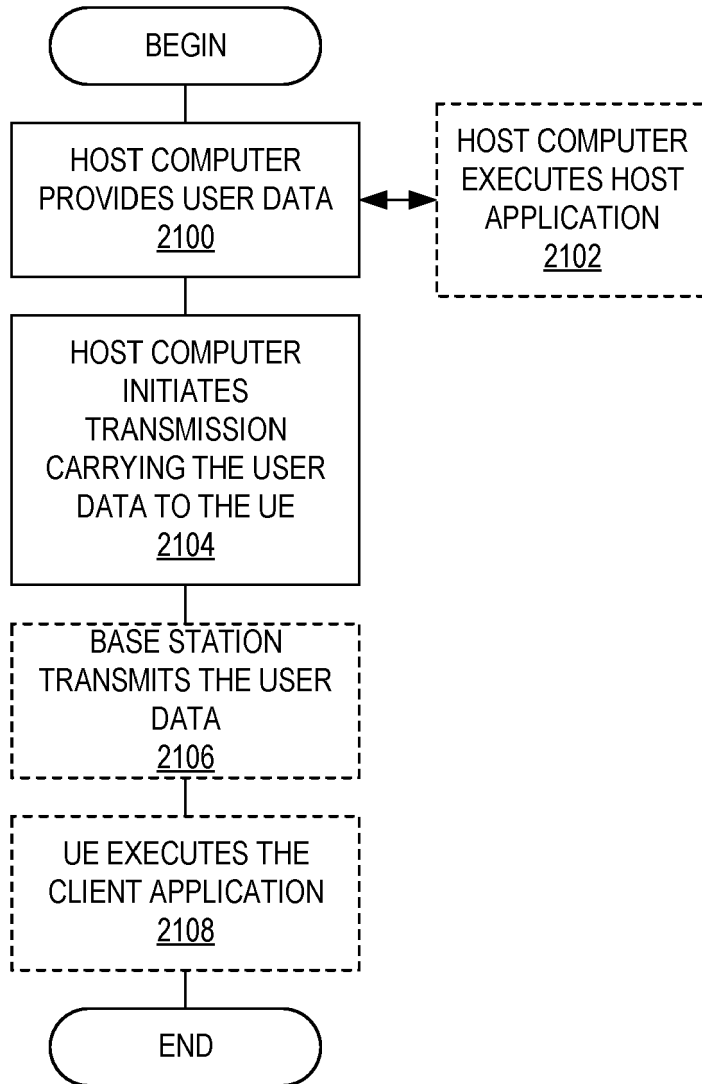 BEGIN
HOST COMPUTER
PROVIDES USER DATA
2100
HOST COMPUTER
EXECUTES HOST
APPLICATION
2102
HOST COMPUTER
INITIATES
TRANSMISSION
CARRYING THE USER
DATA TO THE UE
2104
BASE STATION
TRANSMITS THE USER
DATA
2106
UE EXECUTES THE
CLIENT APPLICATION
2108
END